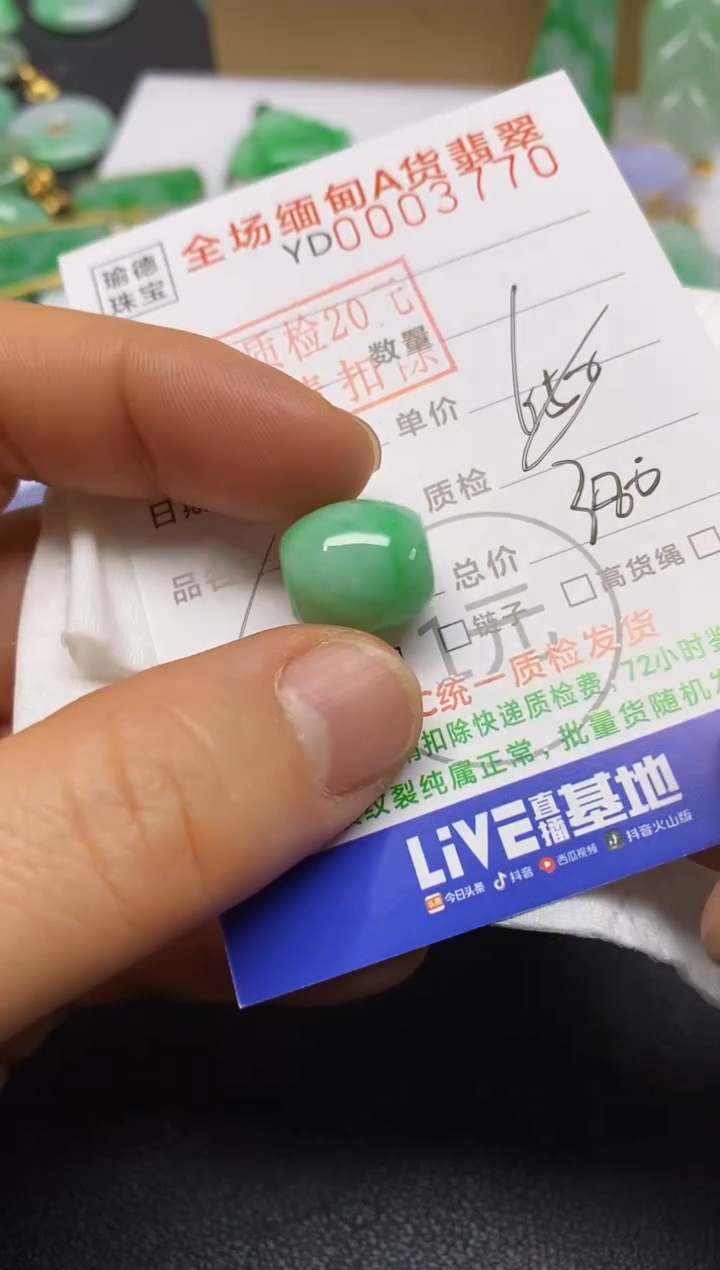 全场缅甸A货翡翠
YD0003770
瑜德
珠宝
质检20元
扣除
数量
单价
质检
总价
品名
1元
链子
高货绳
统一质检发货
扣除快递质检费，72小时
纹裂纯属正常，批量货随机
LiVE直播基地
今日头条 抖音 西瓜视频 抖音火山版